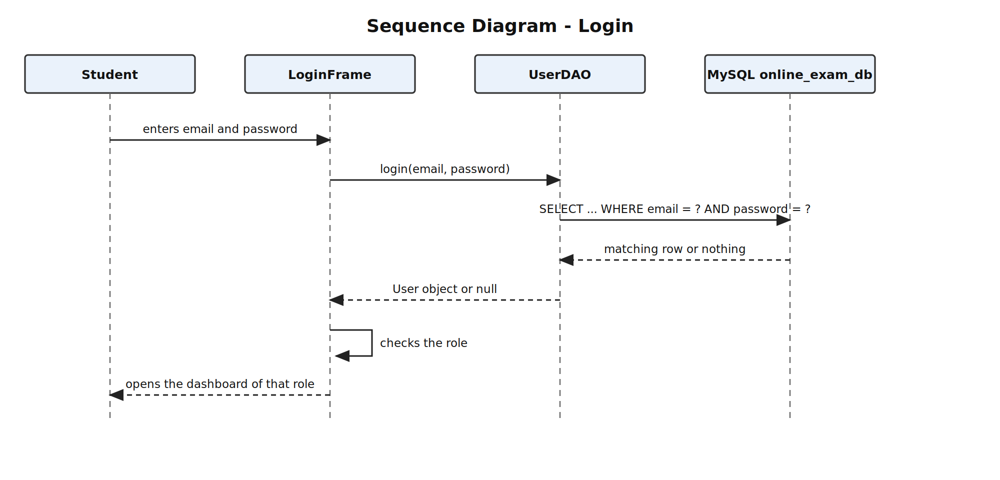 Sequence Diagram - Login
Student
LoginFrame
UserDAO
MySQL online_exam_db
enters email and password
login(email, password)
SELECT ... WHERE email = ? AND password = ?
matching row or nothing
User object or null
checks the role
opens the dashboard of that role